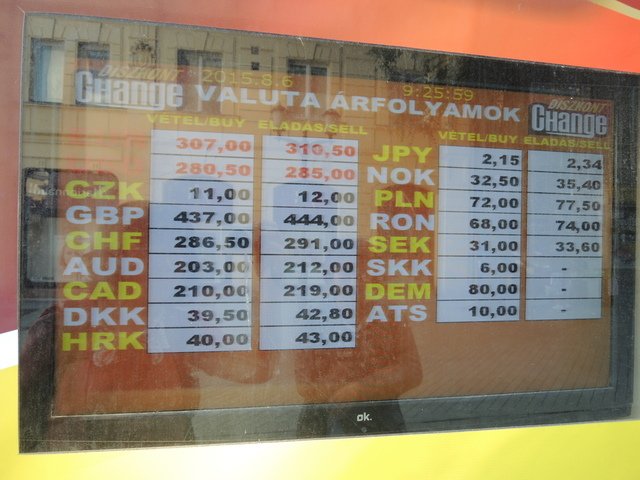 DISZKONT
Change
2015.8.6
9:25:59
VALUTA ÁRFOLYAMOK
DISZKONT
Change
VÉTEL/BUY ELADÁS/SELL
307,00 310,50
280,50 285,00
CZK 11,00 12,00
GBP 437,00 444,00
CHF 286,50 291,00
AUD 203,00 212,00
CAD 210,00 219,00
DKK 39,50 42,80
HRK 40,00 43,00
VÉTEL/BUY ELADÁS/SELL
JPY 2,15 2,34
NOK 32,50 35,40
PLN 72,00 77,50
RON 68,00 74,00
SEK 31,00 33,60
SKK 6,00 -
DEM 80,00 -
ATS 10,00 -
ok.